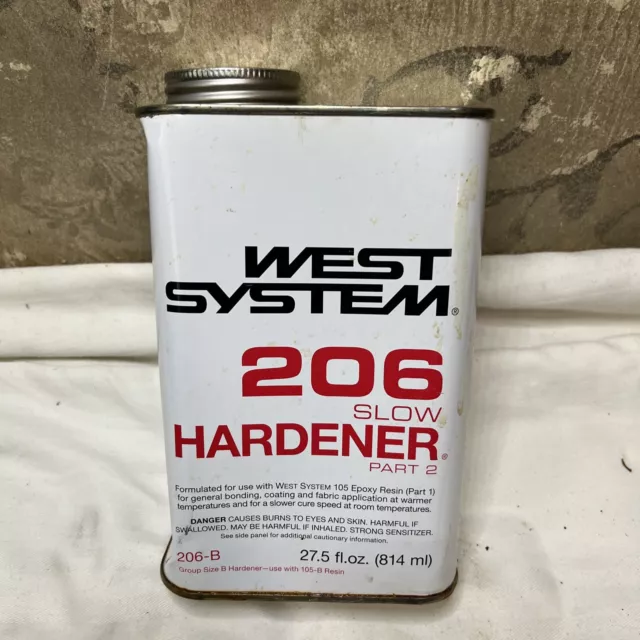 WEST
SYSTEM®
206
SLOW
HARDENER®
PART 2
Formulated for use with WEST SYSTEM 105 Epoxy Resin (Part 1)
for general bonding, coating and fabric application at warmer
temperatures and for a slower cure speed at room temperatures.
DANGER CAUSES BURNS TO EYES AND SKIN. HARMFUL IF
SWALLOWED. MAY BE HARMFUL IF INHALED. STRONG SENSITIZER.
See side panel for additional cautionary information.
206-B 27.5 fl.oz. (814 ml)
Group Size B Hardener—use with 105-B Resin